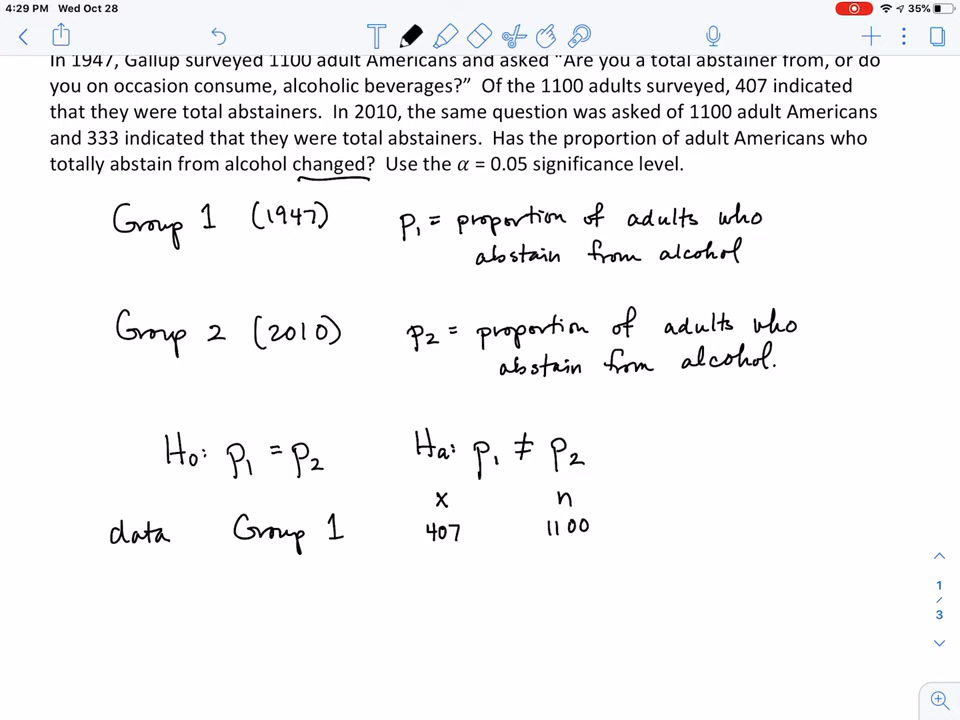 4:29 PM Wed Oct 28 35%
In 1947, Gallup surveyed 1100 adult Americans and asked "Are you a total abstainer from, or do
you on occasion consume, alcoholic beverages?" Of the 1100 adults surveyed, 407 indicated
that they were total abstainers. In 2010, the same question was asked of 1100 adult Americans
and 333 indicated that they were total abstainers. Has the proportion of adult Americans who
totally abstain from alcohol changed? Use the α = 0.05 significance level.
Group 1 (1947) p₁ = proportion of adults who
abstain from alcohol
Group 2 (2010) p₂ = proportion of adults who
abstain from alcohol.
H₀: p₁ = p₂ Hₐ: p₁ ≠ p₂
x n
data Group 1 407 1100
1
/
3